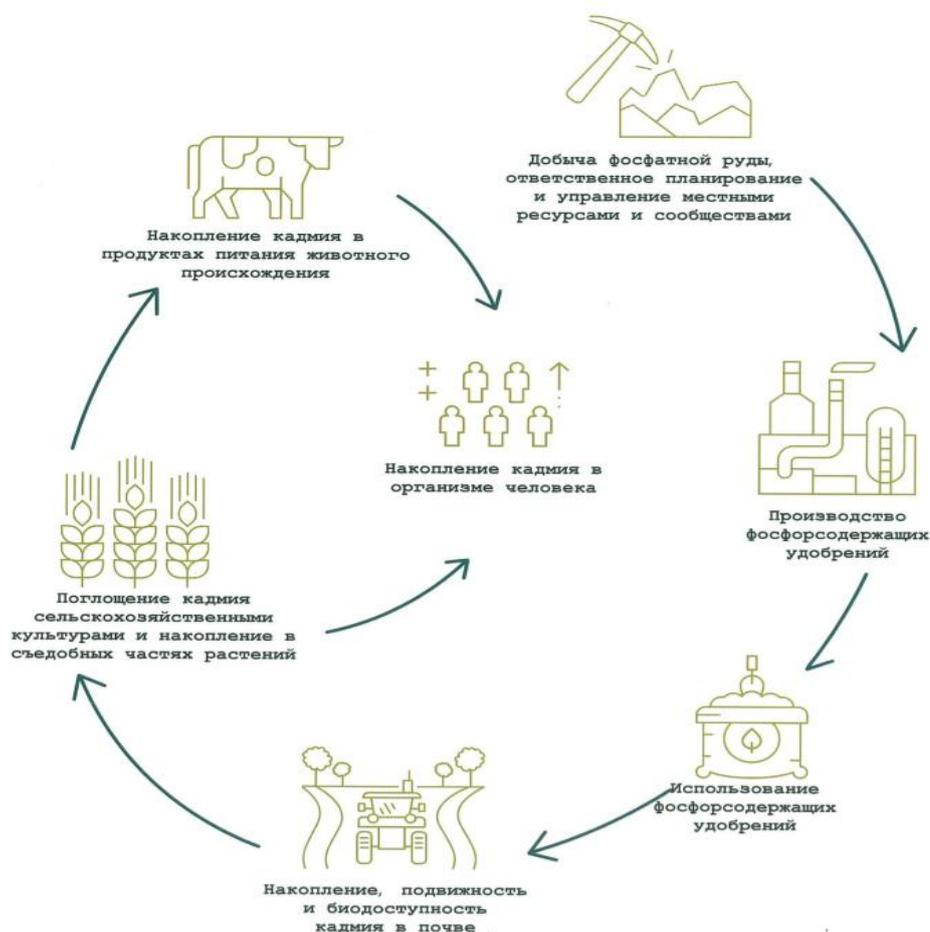 Добыча фосфатной руды,
ответственное планирование
и управление местными
ресурсами и сообществами
Производство
фосфорсодержащих
удобрений
Использование
фосфорсодержащих
удобрений
Накопление, подвижность
и биодоступность
кадмия в почве
Поглощение кадмия
сельскохозяйственными
культурами и накопление в
съедобных частях растений
Накопление кадмия в
продуктах питания животного
происхождения
Накопление кадмия в
организме человека